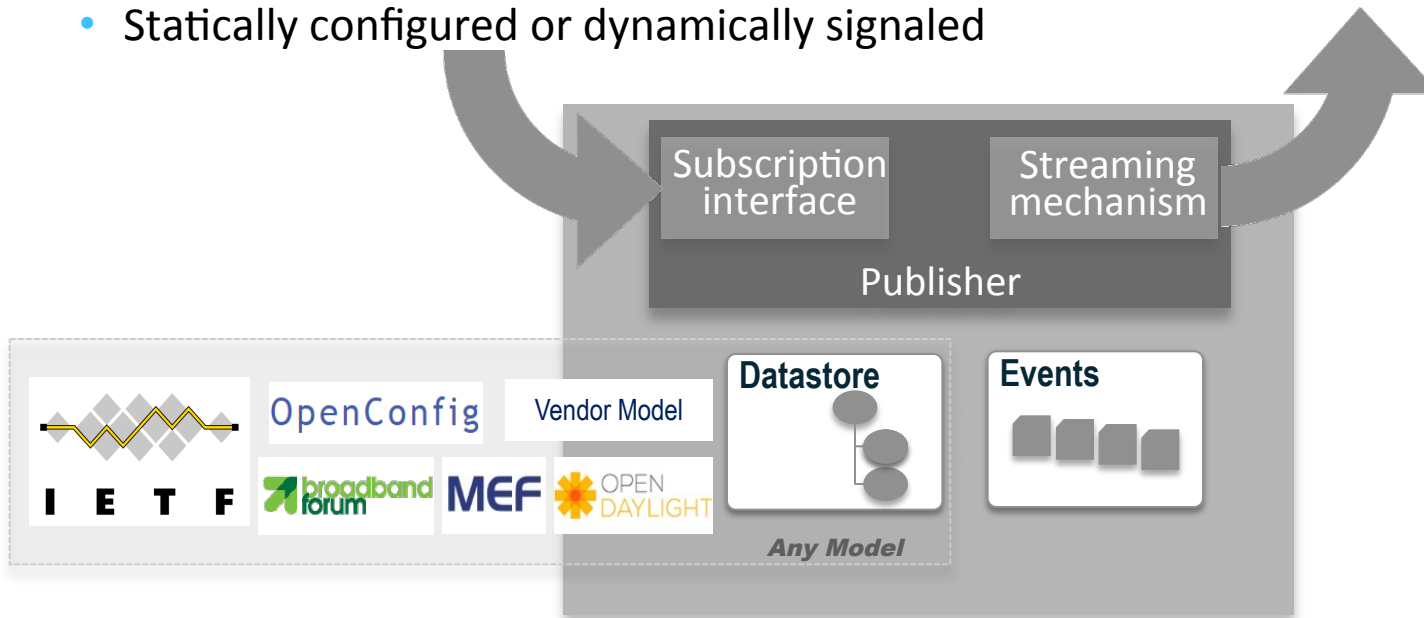 • Statically configured or dynamically signaled
Subscription
interface
Streaming
mechanism
Publisher
Datastore
Events
OpenConfig
Vendor Model
I E T F
broadband
forum
MEF
OPEN
DAYLIGHT
Any Model